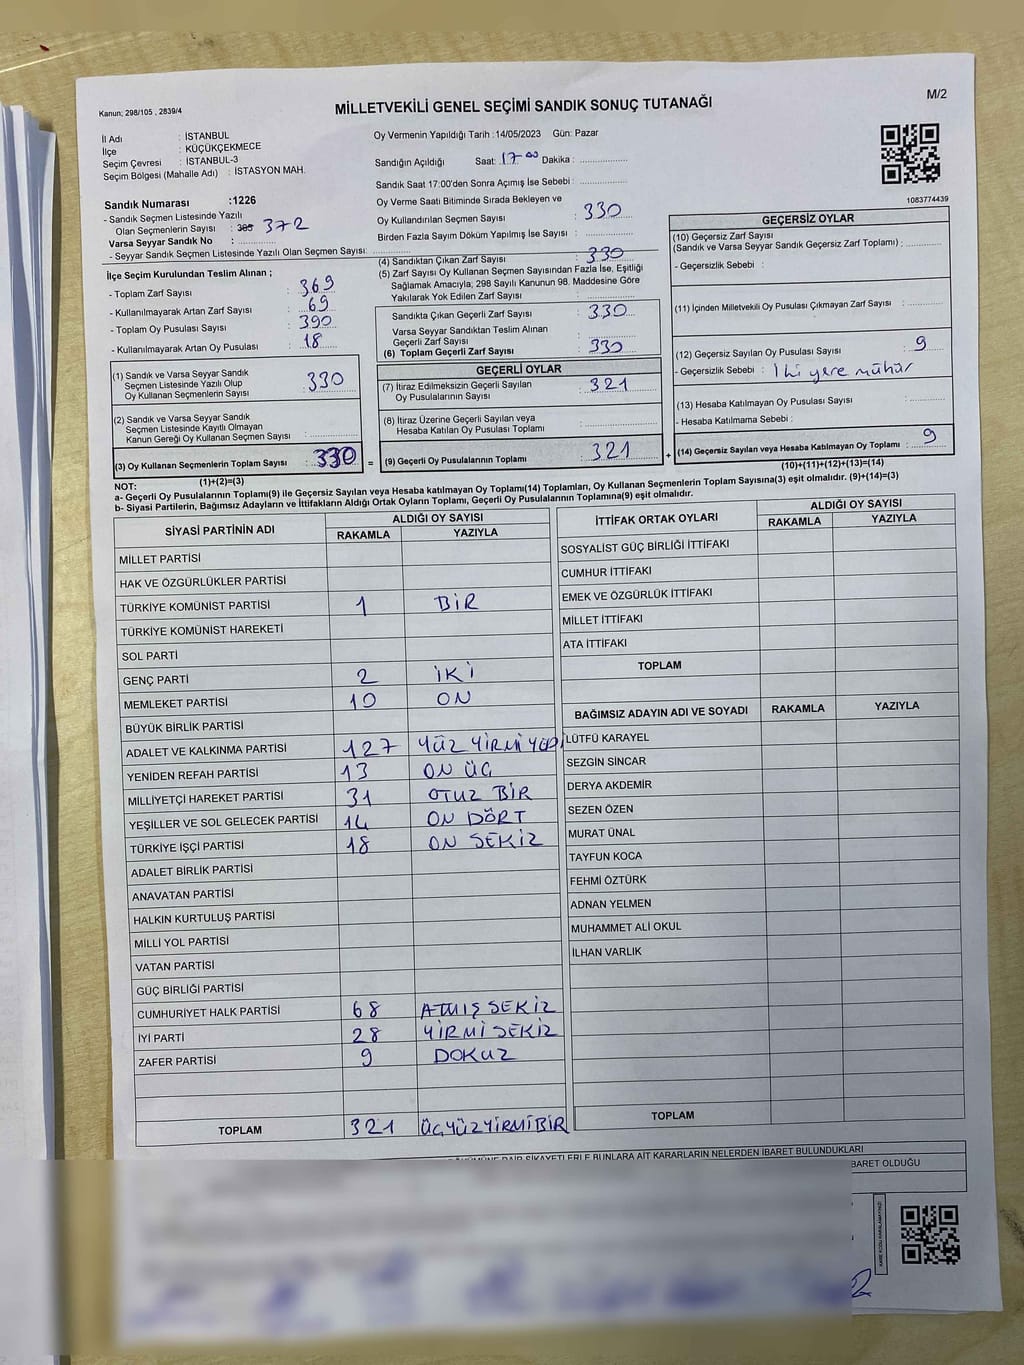 Kanun; 298/105 , 2839/4
MİLLETVEKİLİ GENEL SEÇİMİ SANDIK SONUÇ TUTANAĞI
M/2
İl Adı : İSTANBUL
İlçe : KÜÇÜKÇEKMECE
Seçim Çevresi : İSTANBUL-3
Seçim Bölgesi (Mahalle Adı) : İSTASYON MAH.
Sandık Numarası :1226
- Sandık Seçmen Listesinde Yazılı
Olan Seçmenlerin Sayısı : 385 372
Varsa Seyyar Sandık No :
- Seyyar Sandık Seçmen Listesinde Yazılı Olan Seçmen Sayısı:
İlçe Seçim Kurulundan Teslim Alınan ;
- Toplam Zarf Sayısı : 369
- Kullanılmayarak Artan Zarf Sayısı : 69
- Toplam Oy Pusulası Sayısı : 390
- Kullanılmayarak Artan Oy Pusulası : 18
(1) Sandık ve Varsa Seyyar Sandık
Seçmen Listesinde Yazılı Olup
Oy Kullanan Seçmenlerin Sayısı : 330
(2) Sandık ve Varsa Seyyar Sandık
Seçmen Listesinde Kayıtlı Olmayan
Kanun Gereği Oy Kullanan Seçmen Sayısı :
(3) Oy Kullanan Seçmenlerin Toplam Sayısı : 330
(1)+(2)=(3)
Oy Vermenin Yapıldığı Tarih :14/05/2023 Gün: Pazar
Sandığın Açıldığı Saat: 17 00 Dakika :
Sandık Saat 17:00'den Sonra Açımış İse Sebebi :
Oy Verme Saati Bitiminde Sırada Bekleyen ve
Oy Kullandırılan Seçmen Sayısı : 330
Birden Fazla Sayım Döküm Yapılmış İse Sayısı :
(4) Sandıktan Çıkan Zarf Sayısı : 330
(5) Zarf Sayısı Oy Kullanan Seçmen Sayısından Fazla İse, Eşitliği
Sağlamak Amacıyla; 298 Sayılı Kanunun 98. Maddesine Göre
Yakılarak Yok Edilen Zarf Sayısı :
Sandıkta Çıkan Geçerli Zarf Sayısı : 330
Varsa Seyyar Sandıktan Teslim Alınan
Geçerli Zarf Sayısı :
(6) Toplam Geçerli Zarf Sayısı : 330
GEÇERLİ OYLAR
(7) İtiraz Edilmeksizin Geçerli Sayılan
Oy Pusulalarının Sayısı : 321
(8) İtiraz Üzerine Geçerli Sayılan veya
Hesaba Katılan Oy Pusulası Toplamı :
= (9) Geçerli Oy Pusulalarının Toplamı : 321
1083774439
GEÇERSİZ OYLAR
(10) Geçersiz Zarf Sayısı
(Sandık ve Varsa Seyyar Sandık Geçersiz Zarf Toplamı) :
- Geçersizlik Sebebi :
(11) İçinden Milletvekili Oy Pusulası Çıkmayan Zarf Sayısı :
(12) Geçersiz Sayılan Oy Pusulası Sayısı : 9
- Geçersizlik Sebebi : İki yere mühür
(13) Hesaba Katılmayan Oy Pusulası Sayısı :
- Hesaba Katılmama Sebebi :
+ (14) Geçersiz Sayılan veya Hesaba Katılmayan Oy Toplamı : 9
(10)+(11)+(12)+(13)=(14)
NOT:
a- Geçerli Oy Pusulalarının Toplamı(9) ile Geçersiz Sayılan veya Hesaba katılmayan Oy Toplamı(14) Toplamları, Oy Kullanan Seçmenlerin Toplam Sayısına(3) eşit olmalıdır. (9)+(14)=(3)
b- Siyasi Partilerin, Bağımsız Adayların ve İttifakların Aldığı Ortak Oyların Toplamı, Geçerli Oy Pusulalarının Toplamına(9) eşit olmalıdır.
SİYASİ PARTİNİN ADI ALDIĞI OY SAYISI
RAKAMLA YAZIYLA
MİLLET PARTİSİ
HAK VE ÖZGÜRLÜKLER PARTİSİ
TÜRKİYE KOMÜNİST PARTİSİ 1 BİR
TÜRKİYE KOMÜNİST HAREKETİ
SOL PARTİ
GENÇ PARTİ 2 İKİ
MEMLEKET PARTİSİ 10 ON
BÜYÜK BİRLİK PARTİSİ
ADALET VE KALKINMA PARTİSİ 127 YÜZ YİRMİ YEDİ
YENİDEN REFAH PARTİSİ 13 ON ÜÇ
MİLLİYETÇİ HAREKET PARTİSİ 31 OTUZ BİR
YEŞİLLER VE SOL GELECEK PARTİSİ 14 ON DÖRT
TÜRKİYE İŞÇİ PARTİSİ 18 ON SEKİZ
ADALET BİRLİK PARTİSİ
ANAVATAN PARTİSİ
HALKIN KURTULUŞ PARTİSİ
MİLLİ YOL PARTİSİ
VATAN PARTİSİ
GÜÇ BİRLİĞİ PARTİSİ
CUMHURİYET HALK PARTİSİ 68 ATMIŞ SEKİZ
İYİ PARTİ 28 YİRMİ SEKİZ
ZAFER PARTİSİ 9 DOKUZ
TOPLAM 321 ÜÇYÜZYİRMİBİR
İTTİFAK ORTAK OYLARI ALDIĞI OY SAYISI
RAKAMLA YAZIYLA
SOSYALİST GÜÇ BİRLİĞİ İTTİFAKI
CUMHUR İTTİFAKI
EMEK VE ÖZGÜRLÜK İTTİFAKI
MİLLET İTTİFAKI
ATA İTTİFAKI
TOPLAM
BAĞIMSIZ ADAYIN ADI VE SOYADI RAKAMLA YAZIYLA
LÜTFÜ KARAYEL
SEZGİN SİNCAR
DERYA AKDEMİR
SEZEN ÖZEN
MURAT ÜNAL
TAYFUN KOCA
FEHMİ ÖZTÜRK
ADNAN YELMEN
MUHAMMET ALİ OKUL
İLHAN VARLIK
TOPLAM
DAİR ŞİKAYETLERLE BUNLARA AİT KARARLARIN NELERDEN İBARET BULUNDUKLARI
BARET OLDUĞU